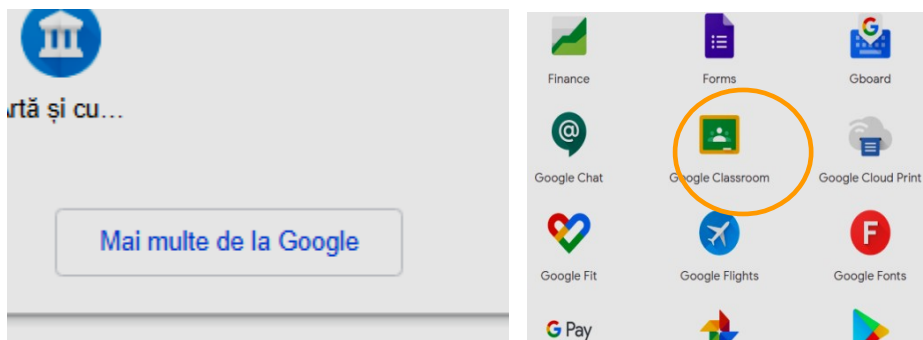 rtă și cu...
Mai multe de la Google
Finance Forms Gboard
Google Chat Google Classroom Google Cloud Print
Google Fit Google Flights Google Fonts
G Pay